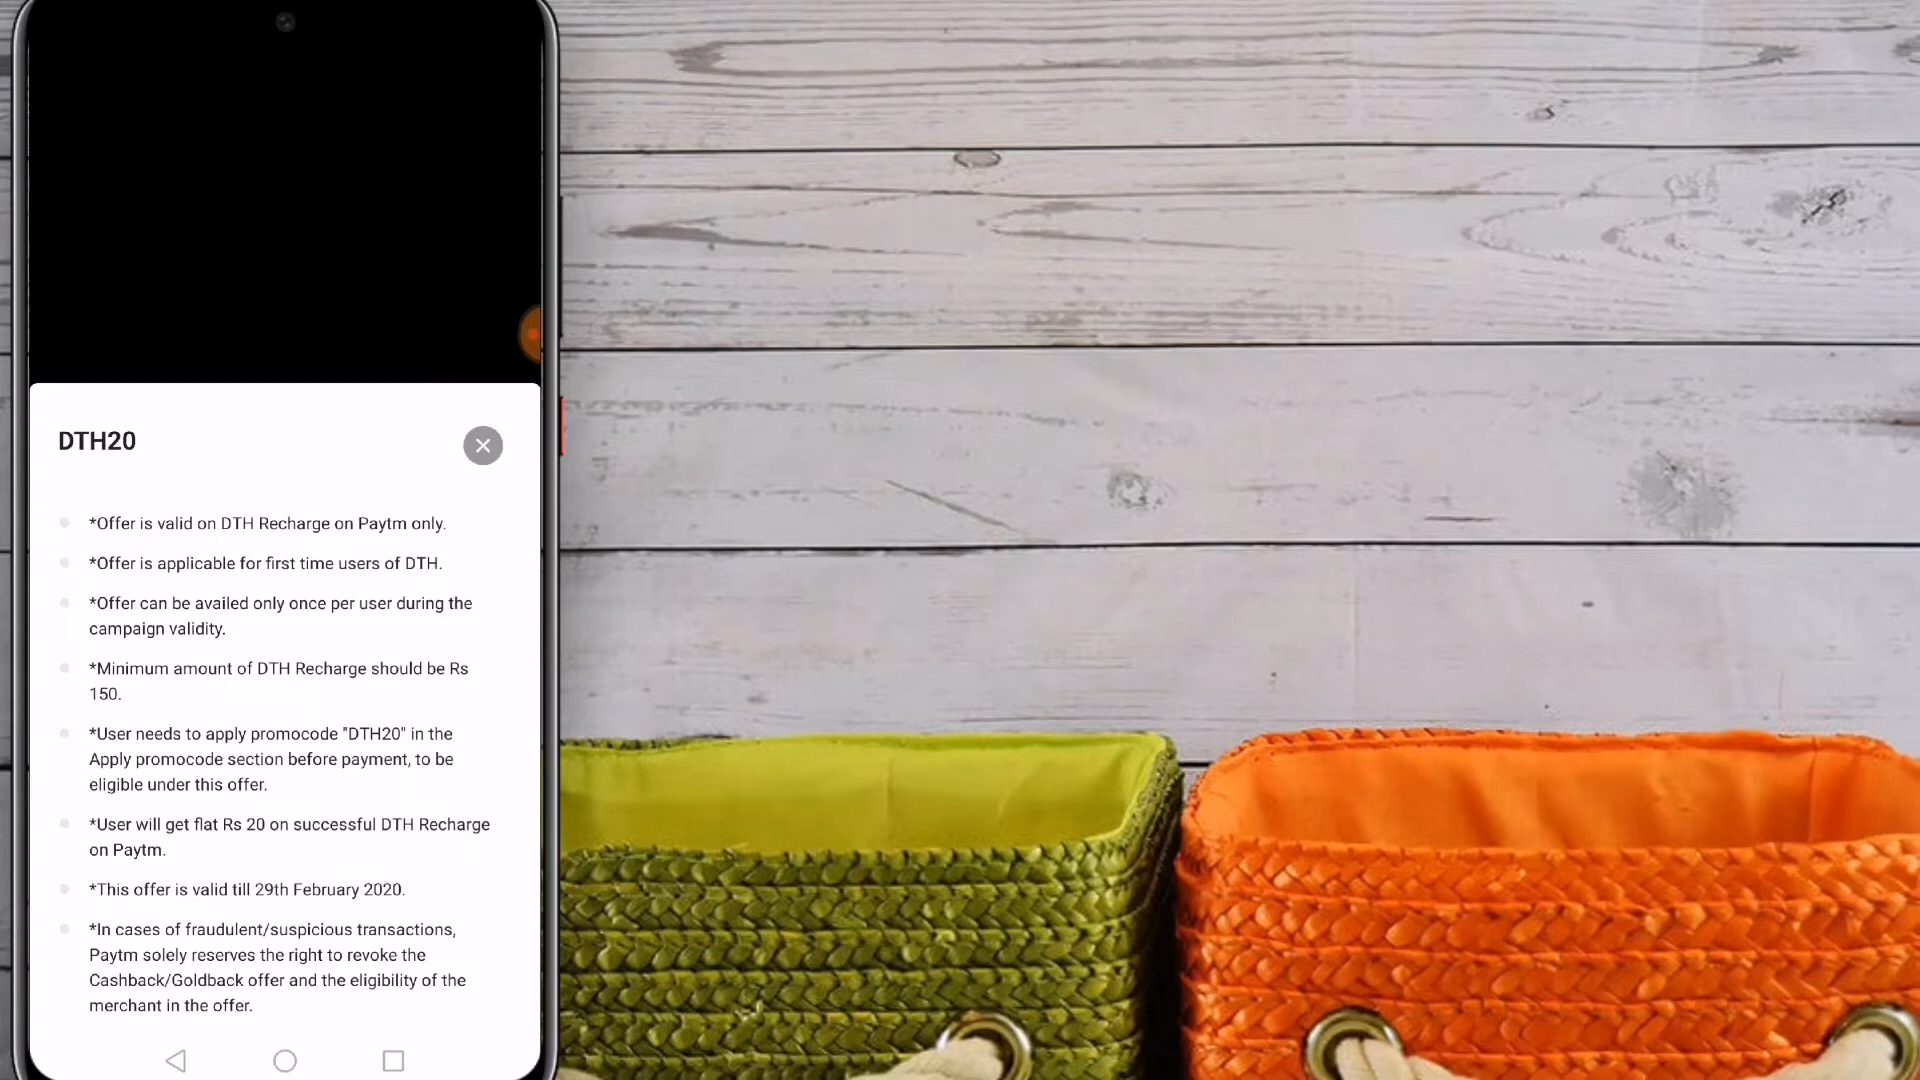 DTH20
*Offer is valid on DTH Recharge on Paytm only.
*Offer is applicable for first time users of DTH.
*Offer can be availed only once per user during the
campaign validity.
*Minimum amount of DTH Recharge should be Rs
150.
*User needs to apply promocode "DTH20" in the
Apply promocode section before payment, to be
eligible under this offer.
*User will get flat Rs 20 on successful DTH Recharge
on Paytm.
*This offer is valid till 29th February 2020.
*In cases of fraudulent/suspicious transactions,
Paytm solely reserves the right to revoke the
Cashback/Goldback offer and the eligibility of the
merchant in the offer.